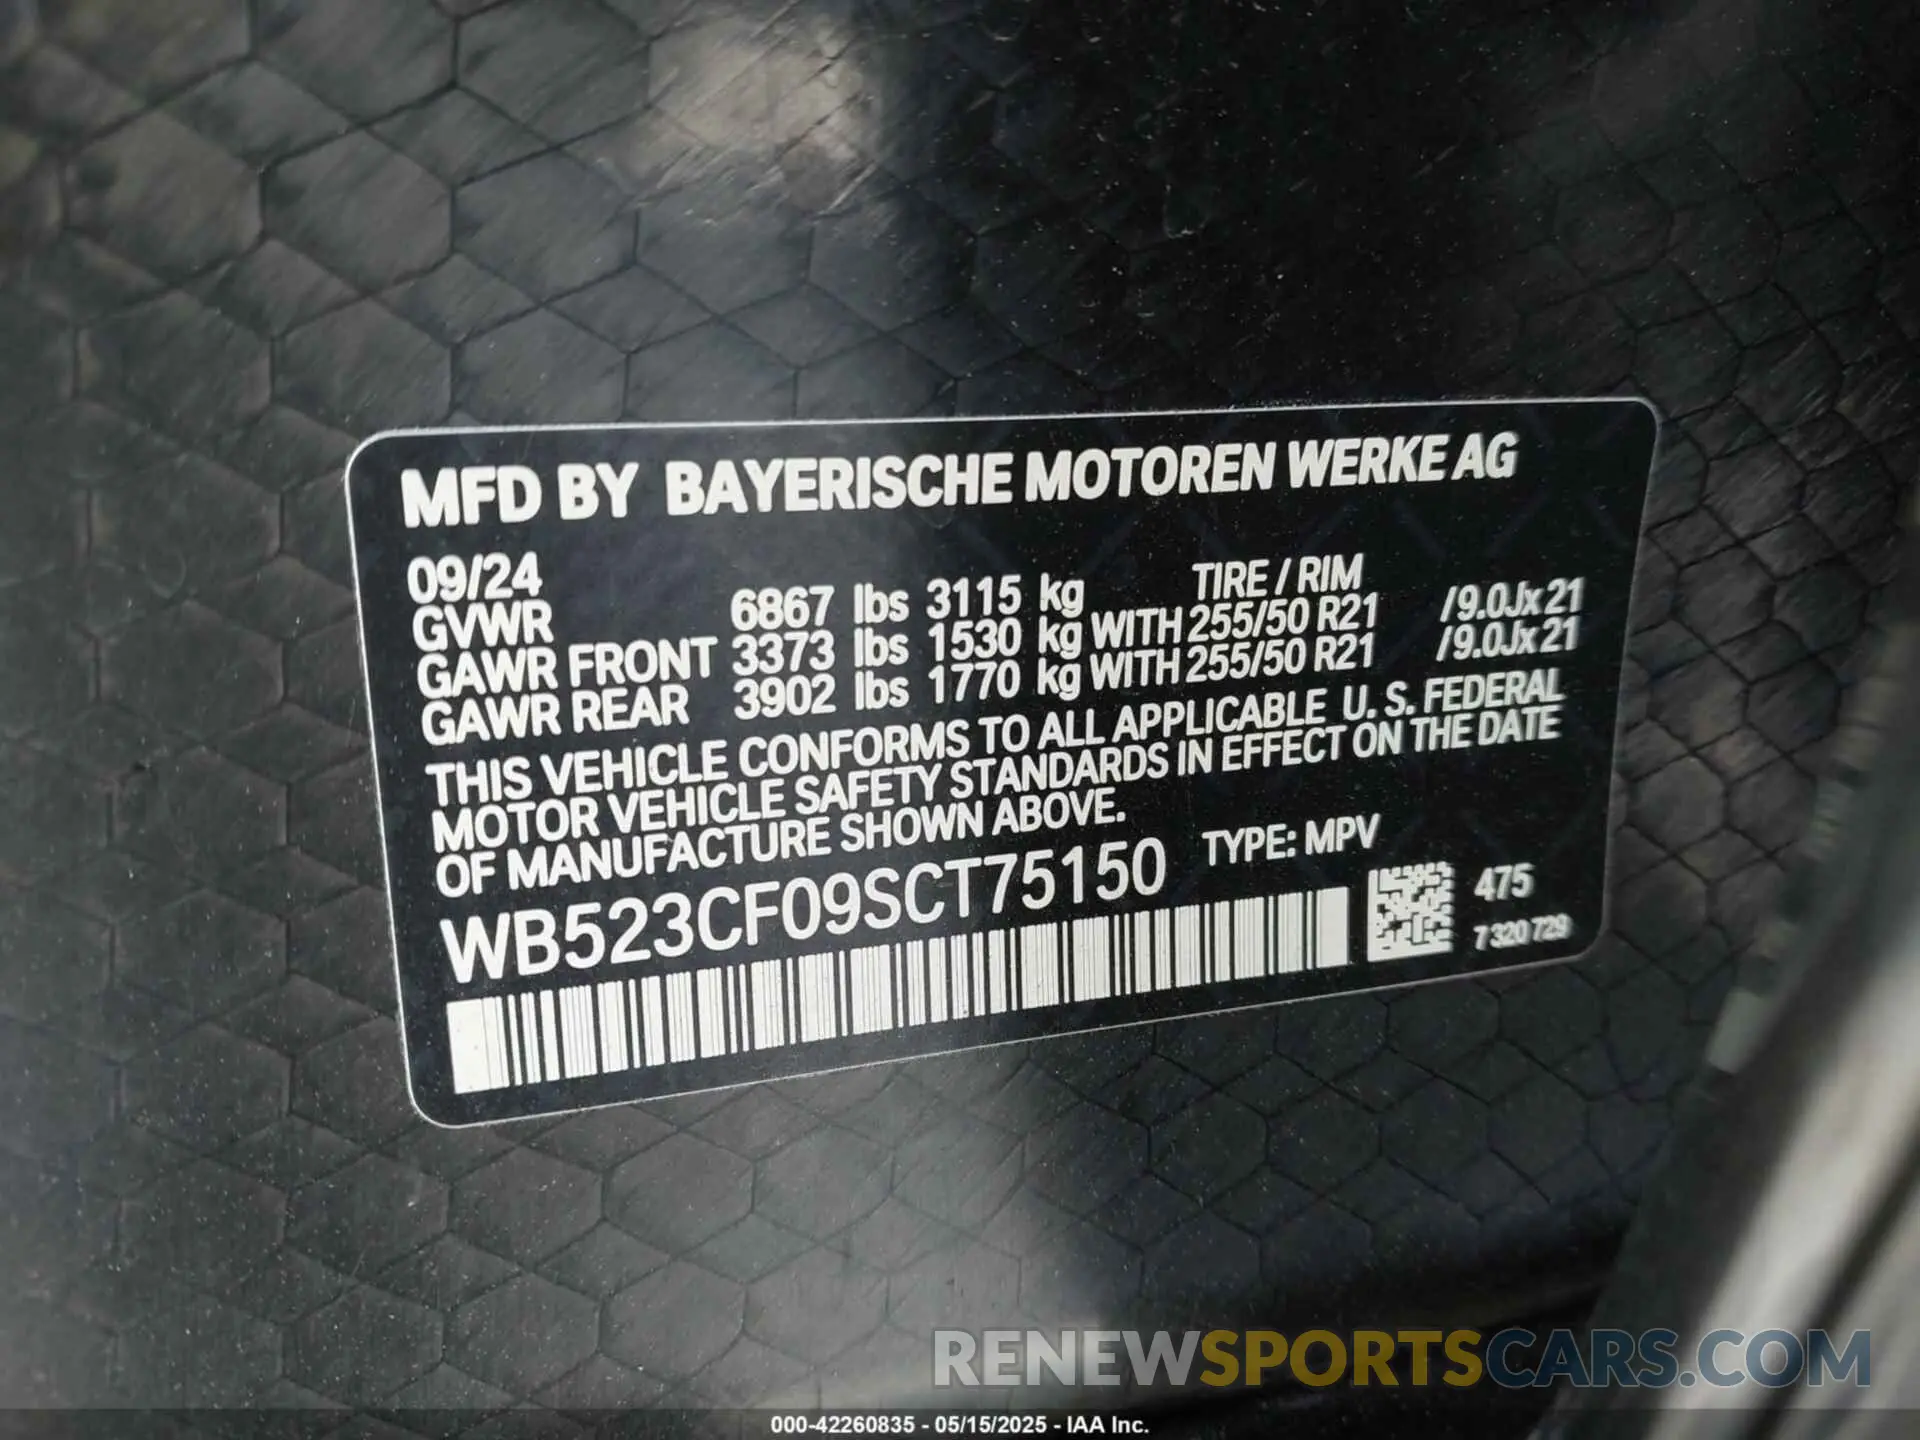 MFD BY BAYERISCHE MOTOREN WERKE AG
09/24 TIRE / RIM
GVWR 6867 lbs 3115 kg
GAWR FRONT 3373 lbs 1530 kg WITH 255/50 R21 /9.0Jx21
GAWR REAR 3902 lbs 1770 kg WITH 255/50 R21 /9.0Jx21
THIS VEHICLE CONFORMS TO ALL APPLICABLE U. S. FEDERAL
MOTOR VEHICLE SAFETY STANDARDS IN EFFECT ON THE DATE
OF MANUFACTURE SHOWN ABOVE.
WB523CF09SCT75150 TYPE: MPV
475
7 320 729
RENEWSPORTSCARS.COM
000-42260835 - 05/15/2025 - IAA Inc.